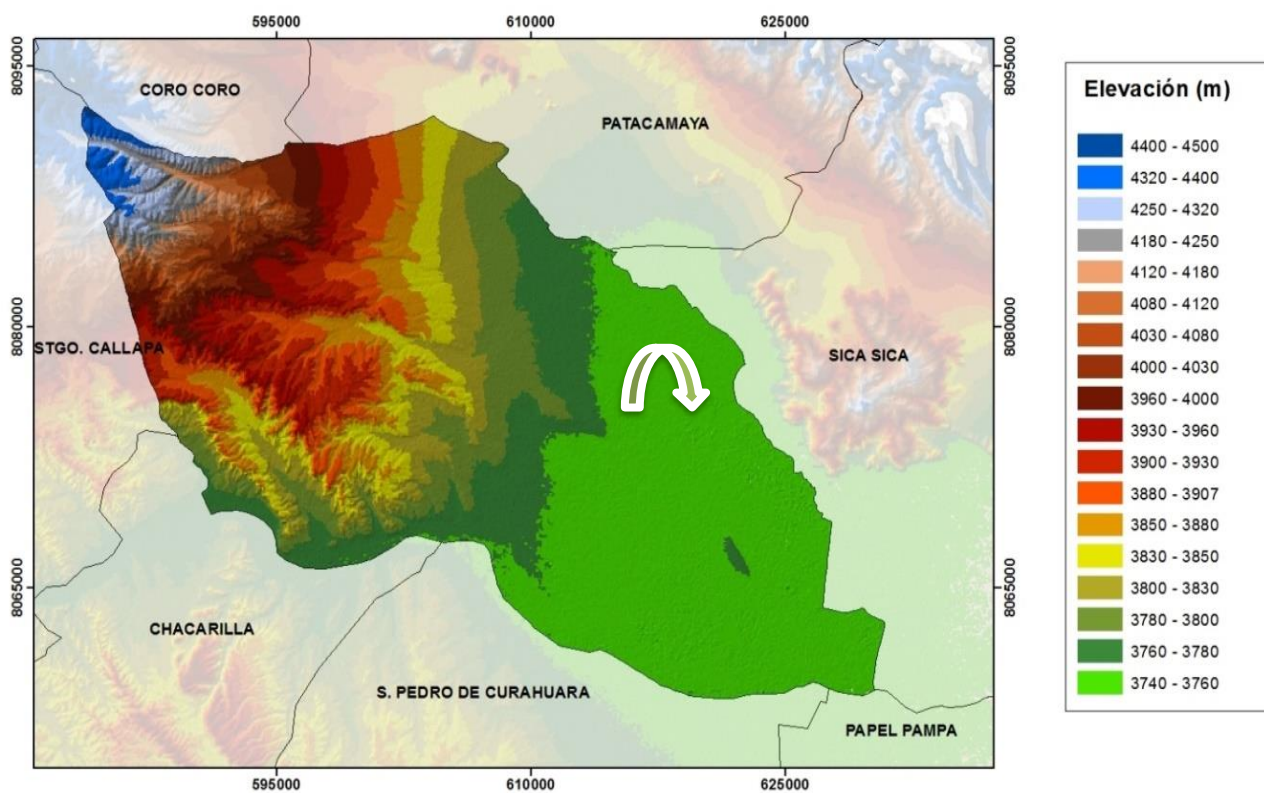 595000
610000
625000
8095000
8095000
CORO CORO
PATACAMAYA
8080000
8080000
STGO. CALLAPA
SICA SICA
8065000
8065000
CHACARILLA
S. PEDRO DE CURAHUARA
PAPEL PAMPA
595000
610000
625000
Elevación (m)
4400 - 4500
4320 - 4400
4250 - 4320
4180 - 4250
4120 - 4180
4080 - 4120
4030 - 4080
4000 - 4030
3960 - 4000
3930 - 3960
3900 - 3930
3880 - 3907
3850 - 3880
3830 - 3850
3800 - 3830
3780 - 3800
3760 - 3780
3740 - 3760